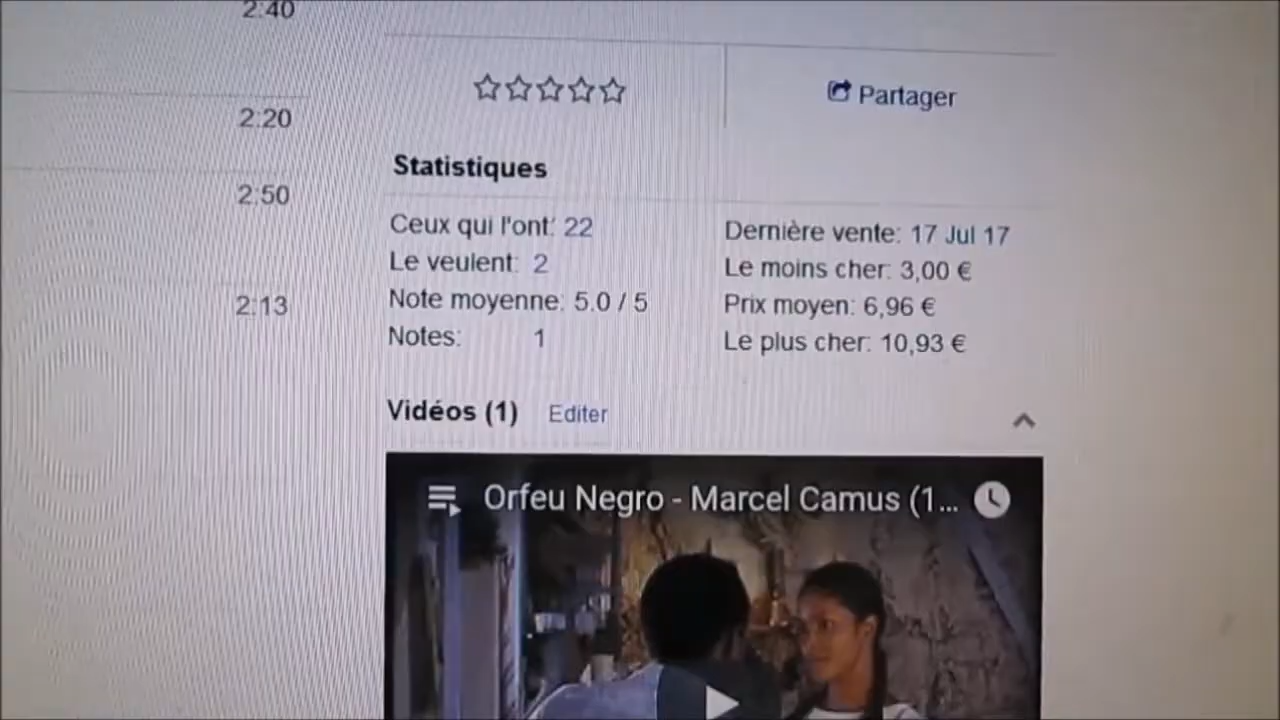 2:40
2:20
2:50
2:13
Partager
Statistiques
Ceux qui l'ont: 22
Le veulent: 2
Note moyenne: 5.0 / 5
Notes: 1
Dernière vente: 17 Jul 17
Le moins cher: 3,00 €
Prix moyen: 6,96 €
Le plus cher: 10,93 €
Vidéos (1) Editer
Orfeu Negro - Marcel Camus (1...